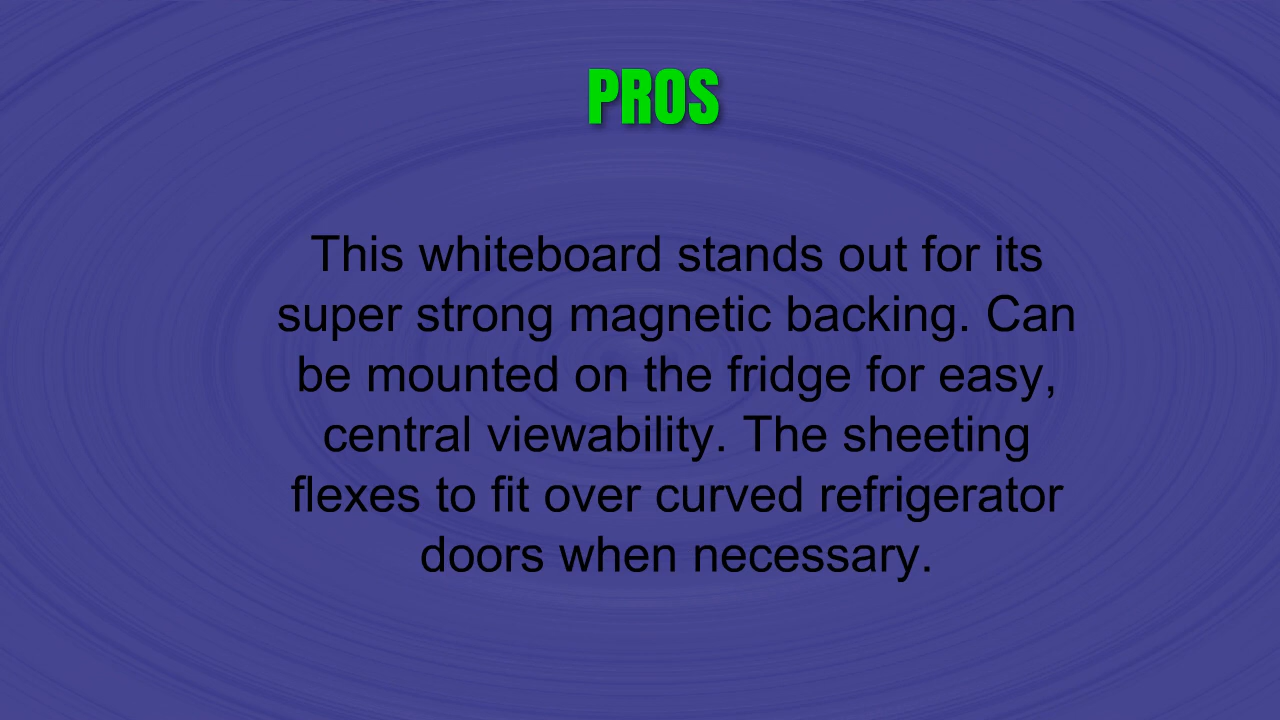 PROS
This whiteboard stands out for its
super strong magnetic backing. Can
be mounted on the fridge for easy,
central viewability. The sheeting
flexes to fit over curved refrigerator
doors when necessary.